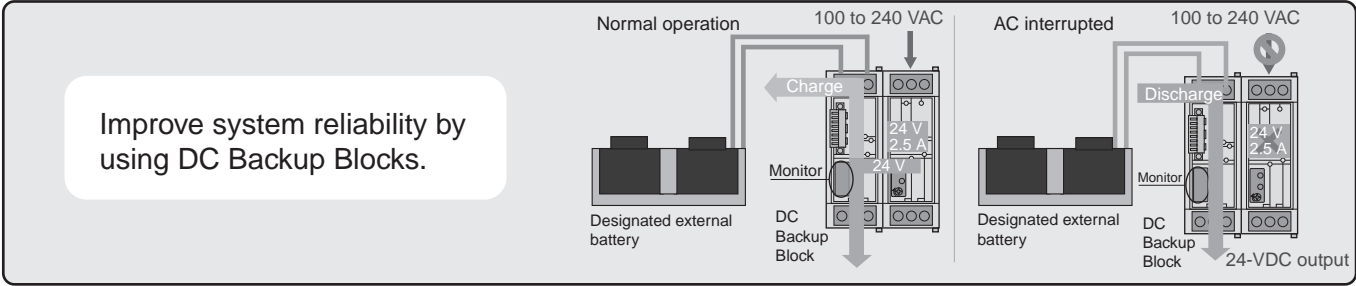 Improve system reliability by
using DC Backup Blocks.
Normal operation
100 to 240 VAC
Charge
24 V
2.5 A
24 V
Monitor
Designated external
battery
DC
Backup
Block
AC interrupted
100 to 240 VAC
Discharge
24 V
2.5 A
Monitor
Designated external
battery
DC
Backup
Block
24-VDC output